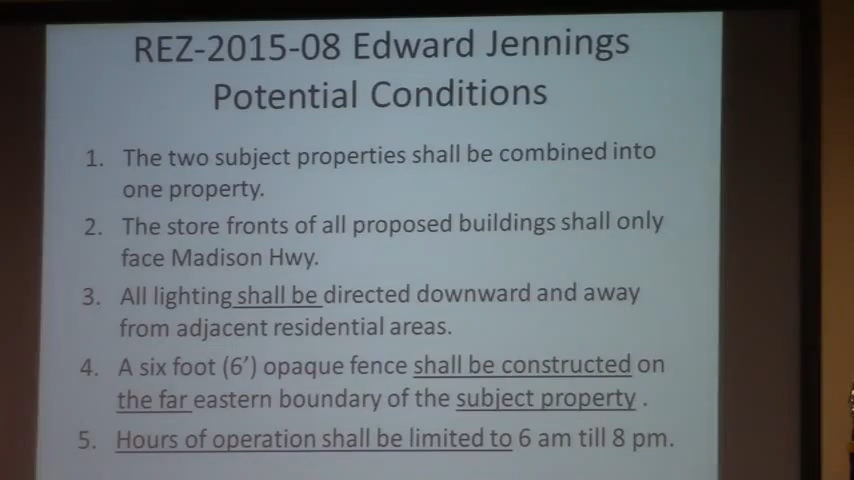 REZ-2015-08 Edward Jennings
Potential Conditions
1. The two subject properties shall be combined into
one property.
2. The store fronts of all proposed buildings shall only
face Madison Hwy.
3. All lighting shall be directed downward and away
from adjacent residential areas.
4. A six foot (6') opaque fence shall be constructed on
the far eastern boundary of the subject property .
5. Hours of operation shall be limited to 6 am till 8 pm.